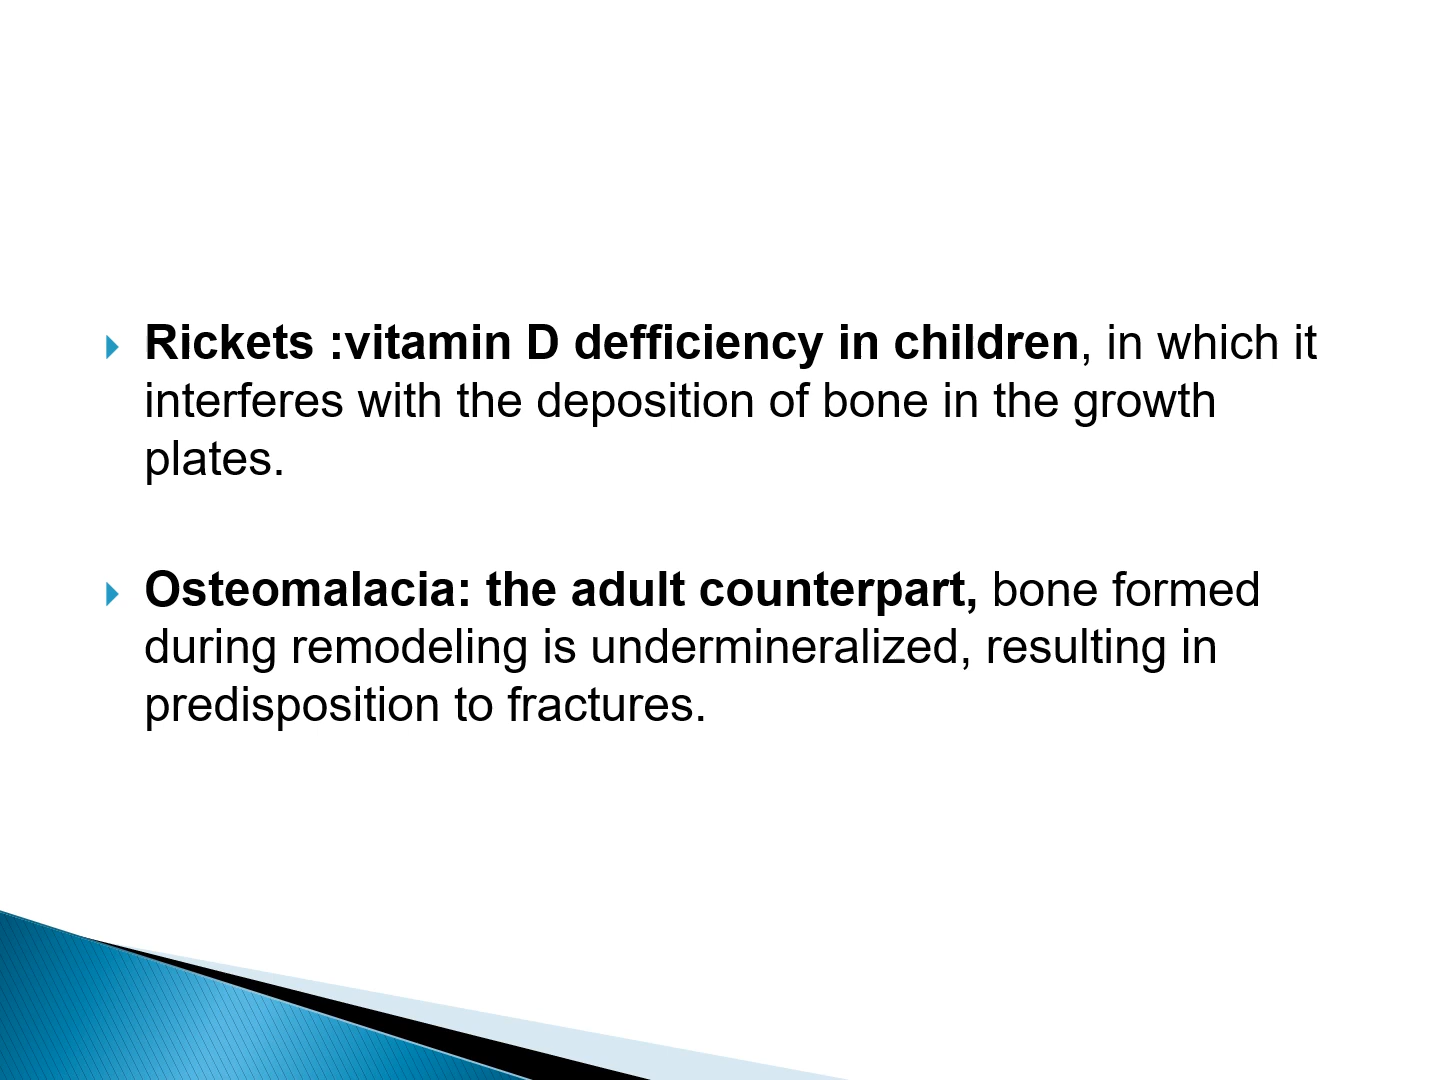 Rickets :vitamin D defficiency in children, in which it
interferes with the deposition of bone in the growth
plates.
Osteomalacia: the adult counterpart, bone formed
during remodeling is undermineralized, resulting in
predisposition to fractures.